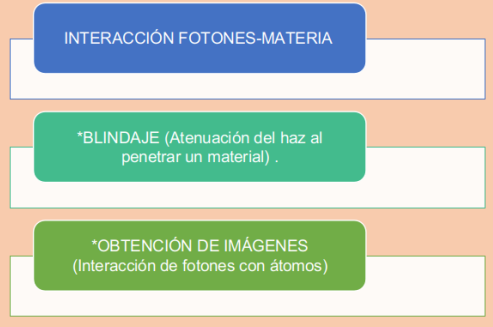 INTERACCIÓN FOTONES-MATERIA
*BLINDAJE (Atenuación del haz al
penetrar un material) .
*OBTENCIÓN DE IMÁGENES
(Interacción de fotones con átomos)